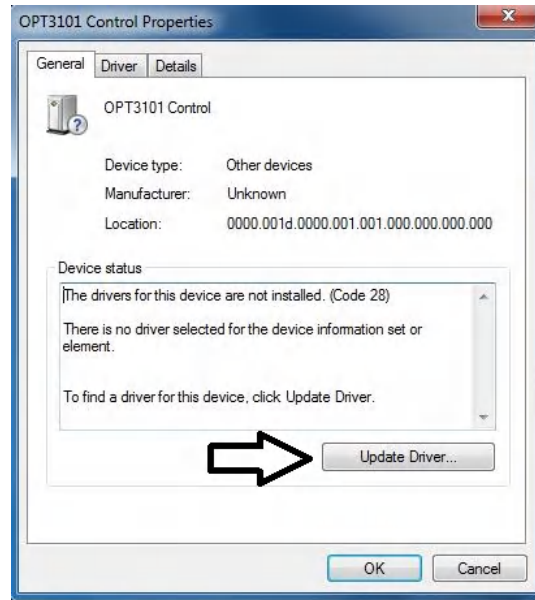 OPT3101 Control Properties
General Driver Details
OPT3101 Control
Device type: Other devices
Manufacturer: Unknown
Location: 0000.001d.0000.001.001.000.000.000.000
Device status
The drivers for this device are not installed. (Code 28)
There is no driver selected for the device information set or
element.
To find a driver for this device, click Update Driver.
Update Driver...
OK Cancel